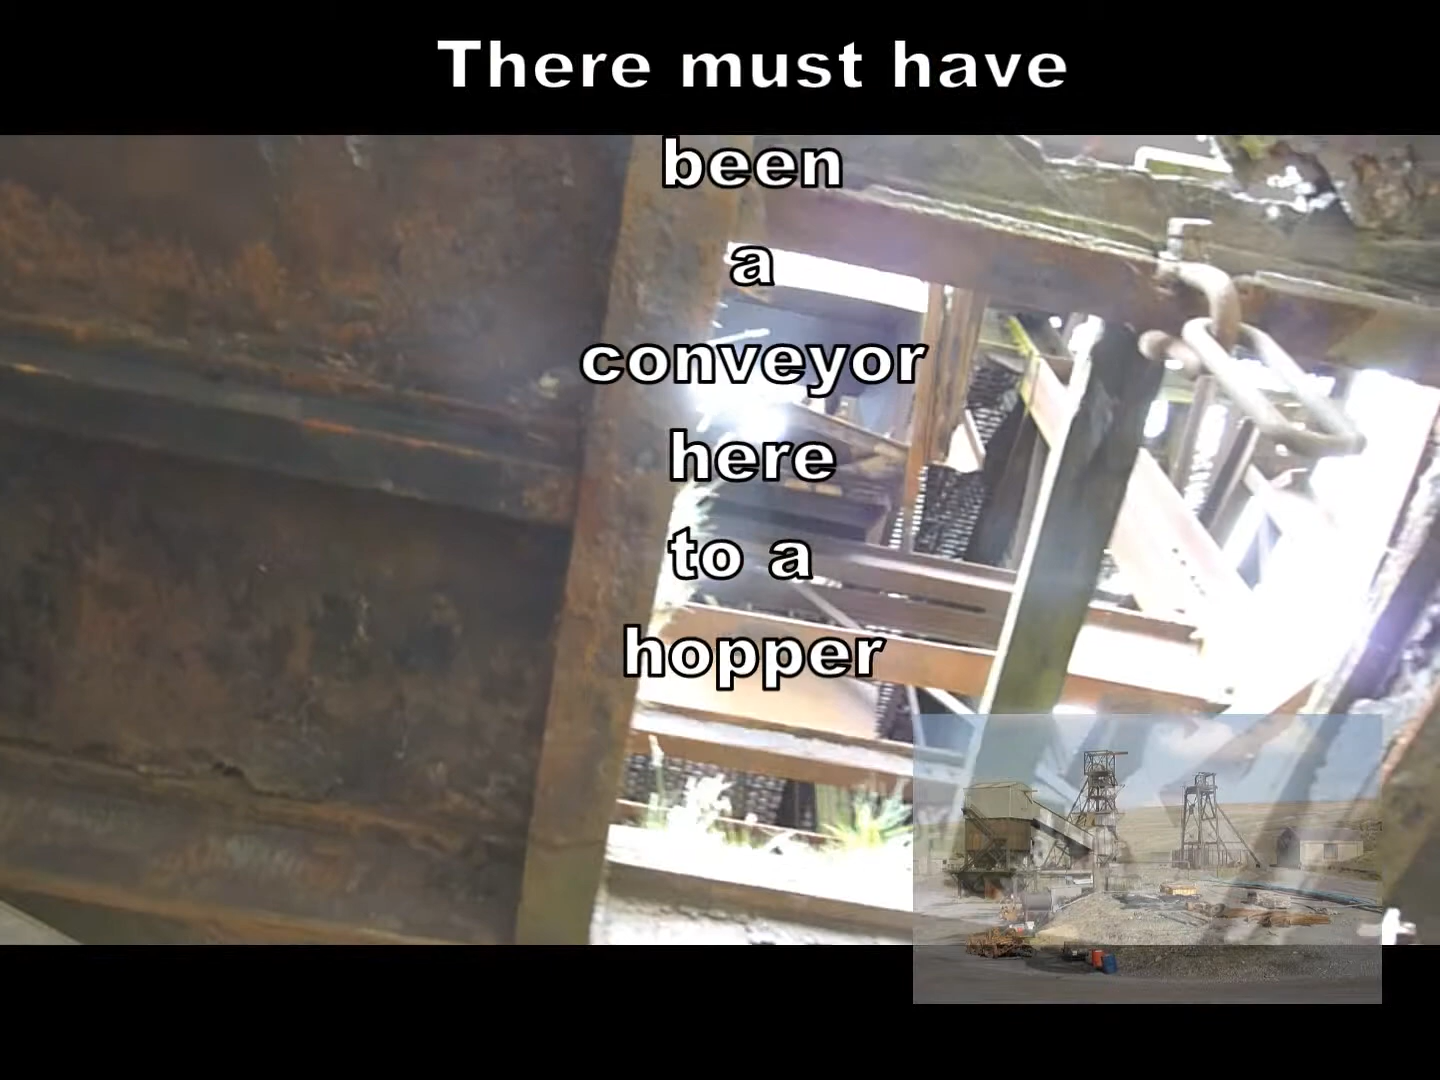 There must have
been
a
conveyor
here
to a
hopper